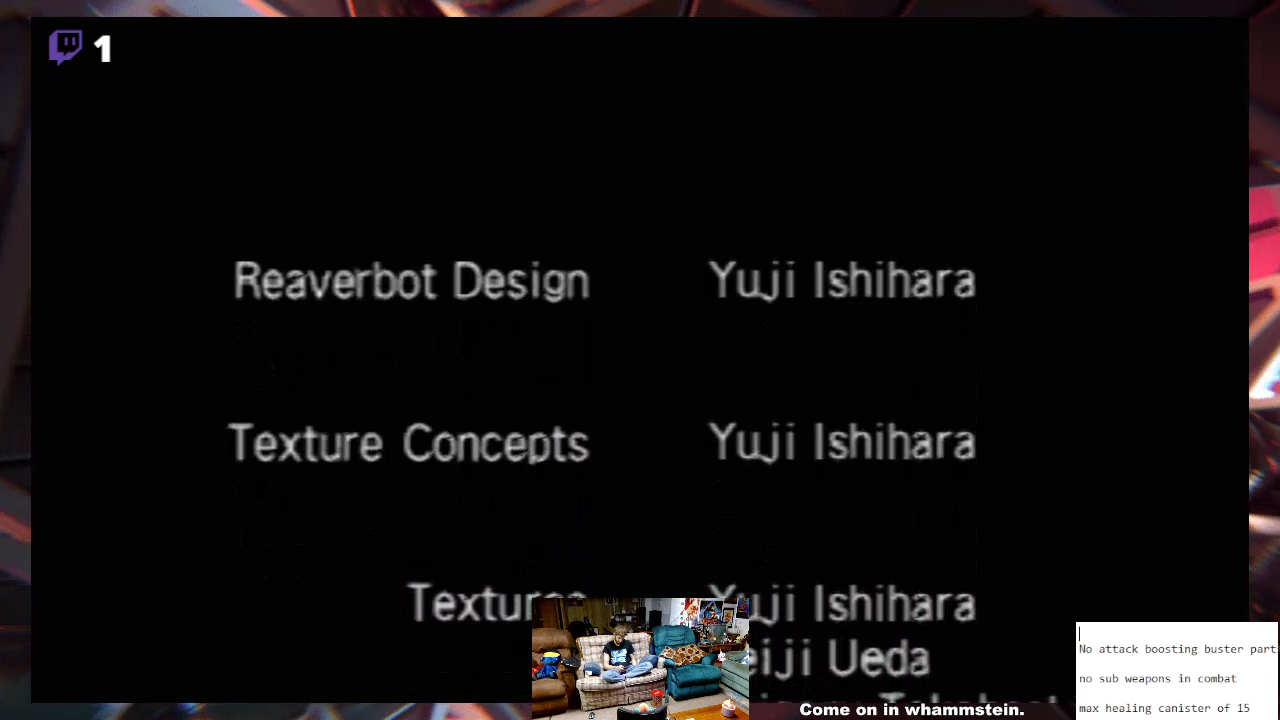 1
Reaverbot Design Yuji Ishihara
Texture Concepts Yuji Ishihara
Yuji Ishihara
Ueda
No attack boosting buster part
no sub weapons in combat
max healing canister of 15
Come on in whammstein.